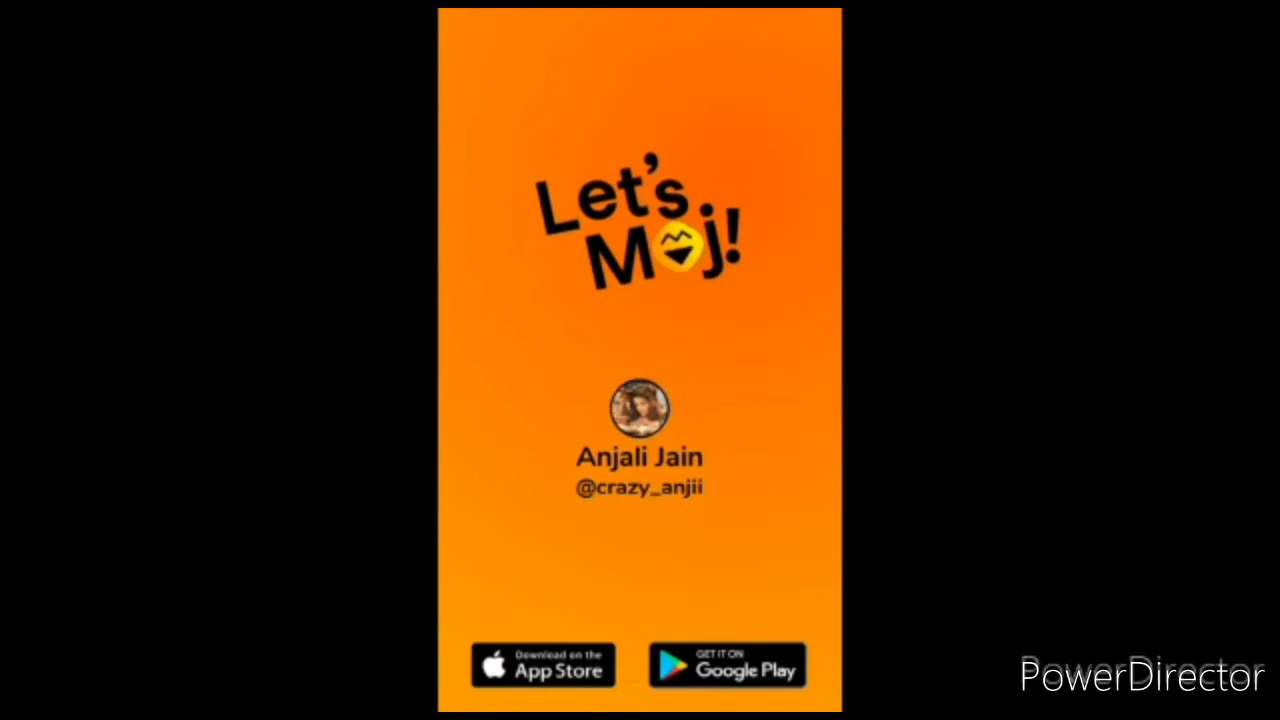 Let's
Moj!
Anjali Jain
@crazy_anjii
Download on the
App Store
GET IT ON
Google Play
PowerDirector